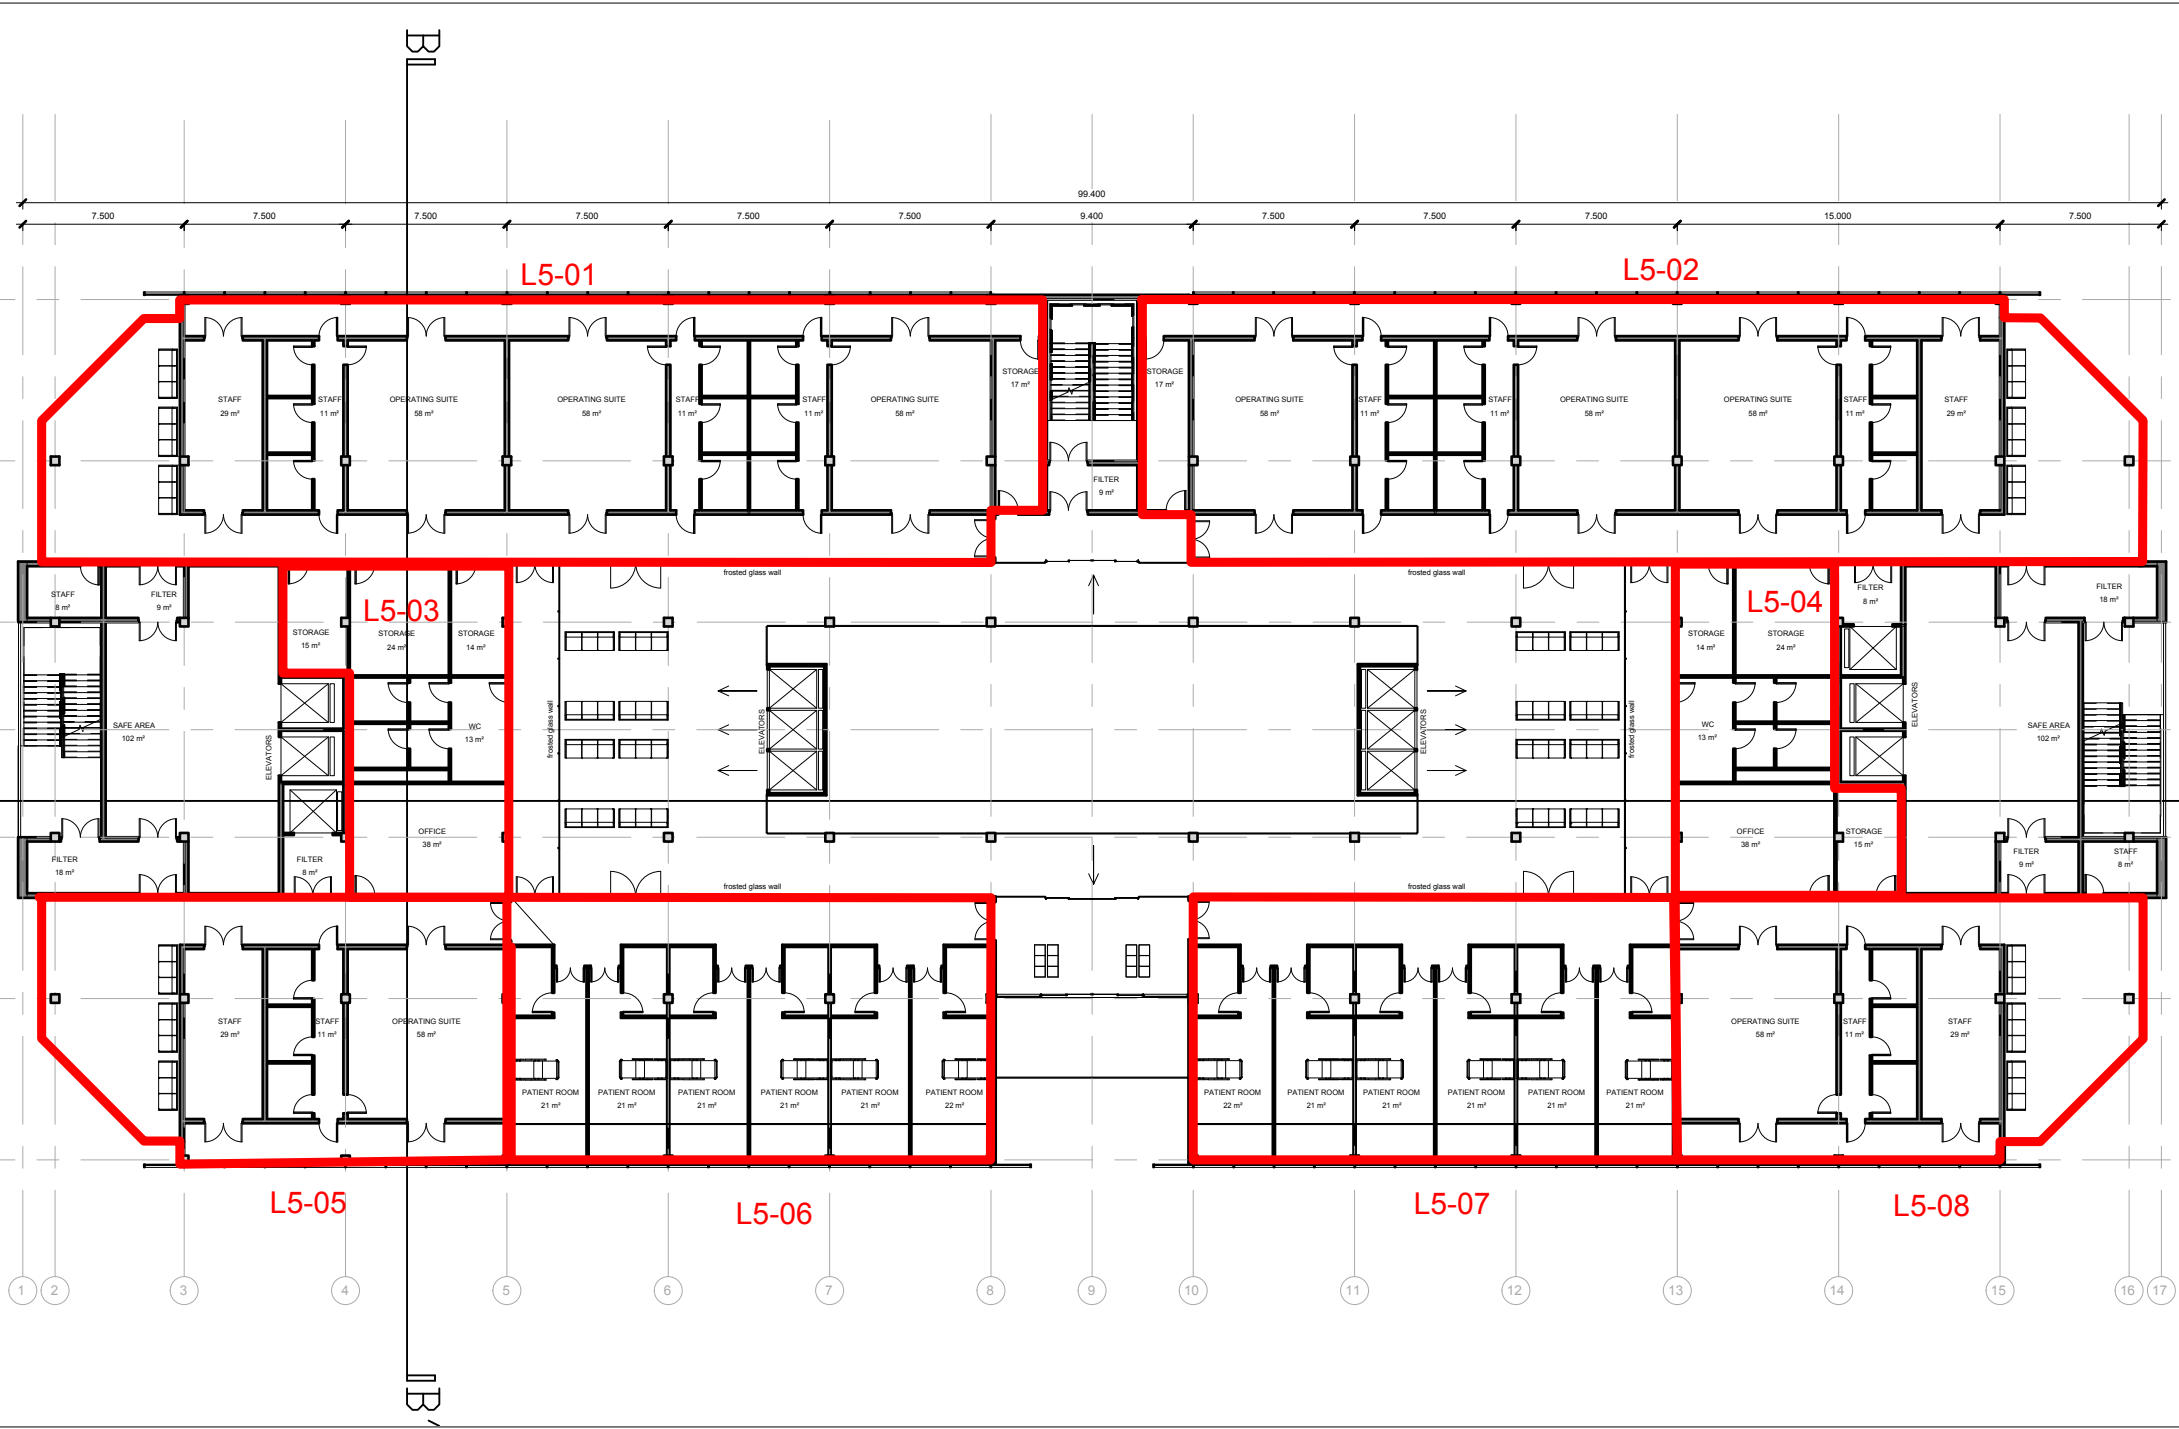 B
99.400
7.500 7.500 7.500 7.500 7.500 7.500 9.400 7.500 7.500 7.500 15.000 7.500
L5-01
L5-02
STAFF
29 m²
STAFF
11 m²
OPERATING SUITE
58 m²
OPERATING SUITE
58 m²
STAFF
11 m²
STAFF
11 m²
OPERATING SUITE
58 m²
STORAGE
17 m²
FILTER
9 m²
STORAGE
17 m²
OPERATING SUITE
58 m²
STAFF
11 m²
STAFF
11 m²
OPERATING SUITE
58 m²
OPERATING SUITE
58 m²
STAFF
11 m²
STAFF
29 m²
frosted glass wall
frosted glass wall
STAFF
8 m²
FILTER
9 m²
L5-03
STORAGE
15 m²
STORAGE
24 m²
STORAGE
14 m²
SAFE AREA
102 m²
ELEVATORS
WC
13 m²
frosted glass wall
ELEVATORS
ELEVATORS
frosted glass wall
L5-04
STORAGE
14 m²
STORAGE
24 m²
FILTER
8 m²
FILTER
18 m²
WC
13 m²
ELEVATORS
SAFE AREA
102 m²
FILTER
18 m²
FILTER
8 m²
OFFICE
38 m²
OFFICE
38 m²
STORAGE
15 m²
FILTER
9 m²
STAFF
8 m²
frosted glass wall
frosted glass wall
STAFF
29 m²
STAFF
11 m²
OPERATING SUITE
58 m²
PATIENT ROOM
21 m²
PATIENT ROOM
21 m²
PATIENT ROOM
21 m²
PATIENT ROOM
21 m²
PATIENT ROOM
21 m²
PATIENT ROOM
22 m²
PATIENT ROOM
22 m²
PATIENT ROOM
21 m²
PATIENT ROOM
21 m²
PATIENT ROOM
21 m²
PATIENT ROOM
21 m²
PATIENT ROOM
21 m²
OPERATING SUITE
58 m²
STAFF
11 m²
STAFF
29 m²
L5-05
L5-06
L5-07
L5-08
1 2 3 4 5 6 7 8 9 10 11 12 13 14 15 16 17
B'